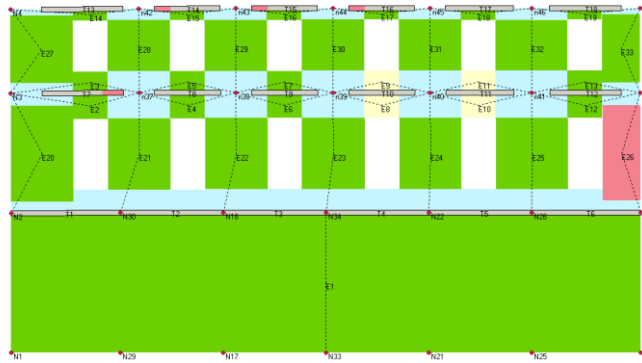 n4 T13 n42 T14 n43 T15 n44 T16 n45 T17 n46 T18
E14 E15 E16 E17 E18 E19
E27 E28 E29 E30 E31 E32 E33
E3 E7 E9 E11 E13
N3 n37 T8 n38 T9 n39 T10 n40 T11 n41 T12
E2 E4 E6 E8 E10 E12
E20 E21 E22 E23 E24 E25 E26
N2 T1 N30 T2 N18 T3 N34 T4 N22 T5 N26 T6
E1
N1 N29 N17 N33 N21 N25